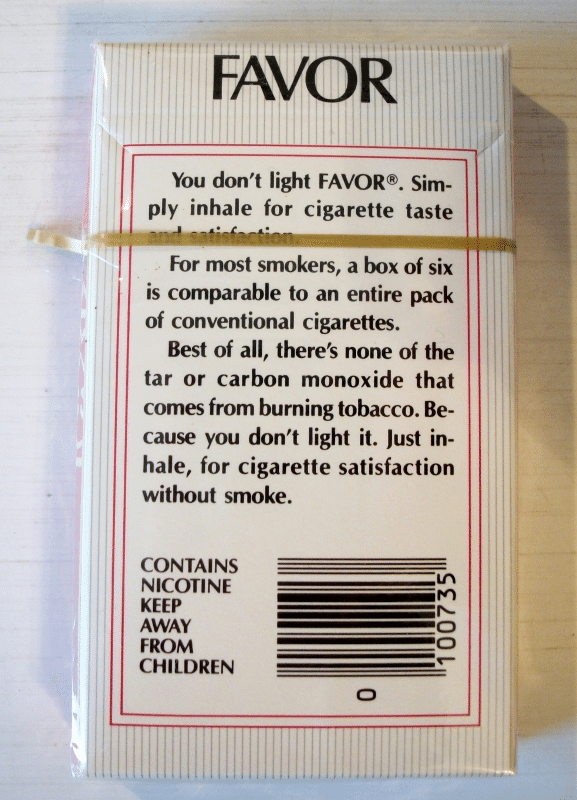 FAVOR
You don't light FAVOR®. Sim-
ply inhale for cigarette taste
and satisfaction.
For most smokers, a box of six
is comparable to an entire pack
of conventional cigarettes.
Best of all, there's none of the
tar or carbon monoxide that
comes from burning tobacco. Be-
cause you don't light it. Just in-
hale, for cigarette satisfaction
without smoke.
CONTAINS
NICOTINE
KEEP
AWAY
FROM
CHILDREN
0 100735